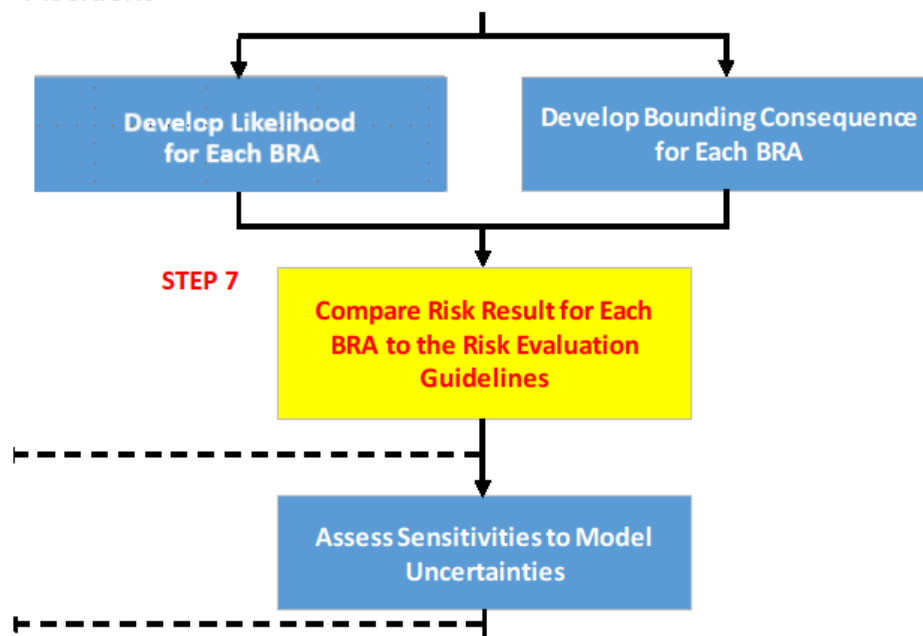 Develop Likelihood
for Each BRA
Develop Bounding Consequence
for Each BRA
STEP 7
Compare Risk Result for Each
BRA to the Risk Evaluation
Guidelines
Assess Sensitivities to Model
Uncertainties